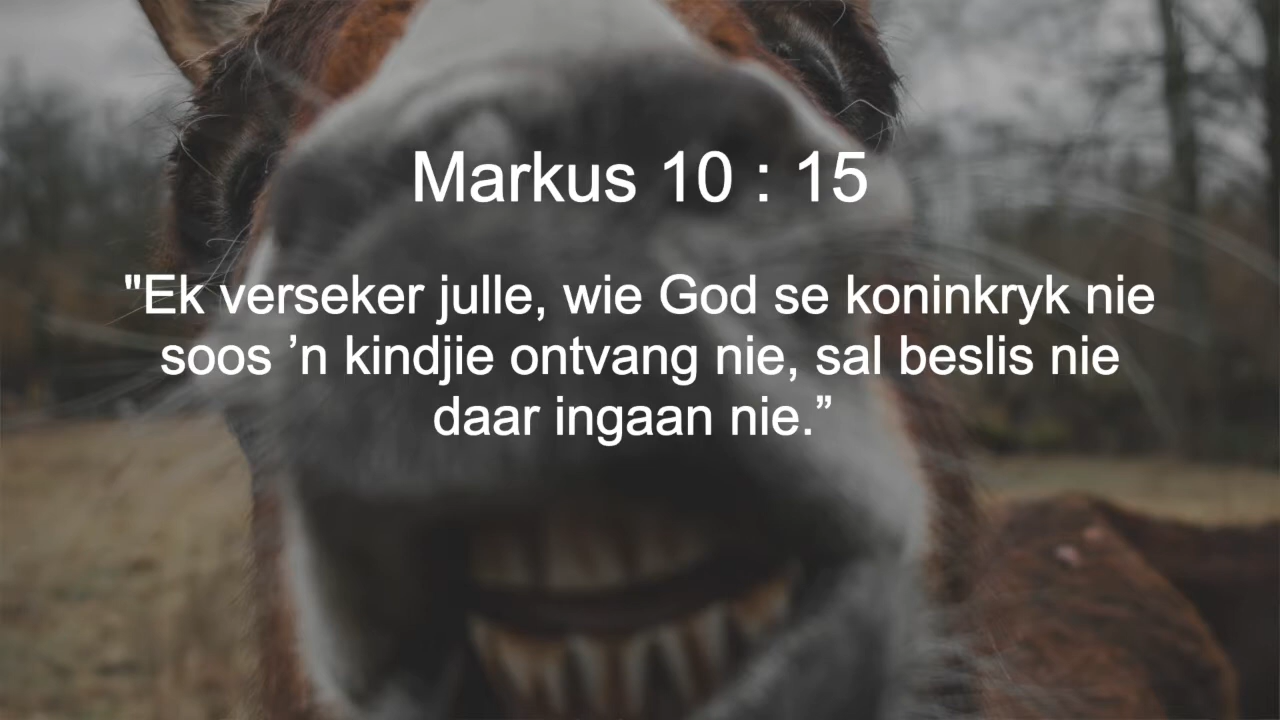 Markus 10 : 15
"Ek verseker julle, wie God se koninkryk nie
soos ’n kindjie ontvang nie, sal beslis nie
daar ingaan nie.”